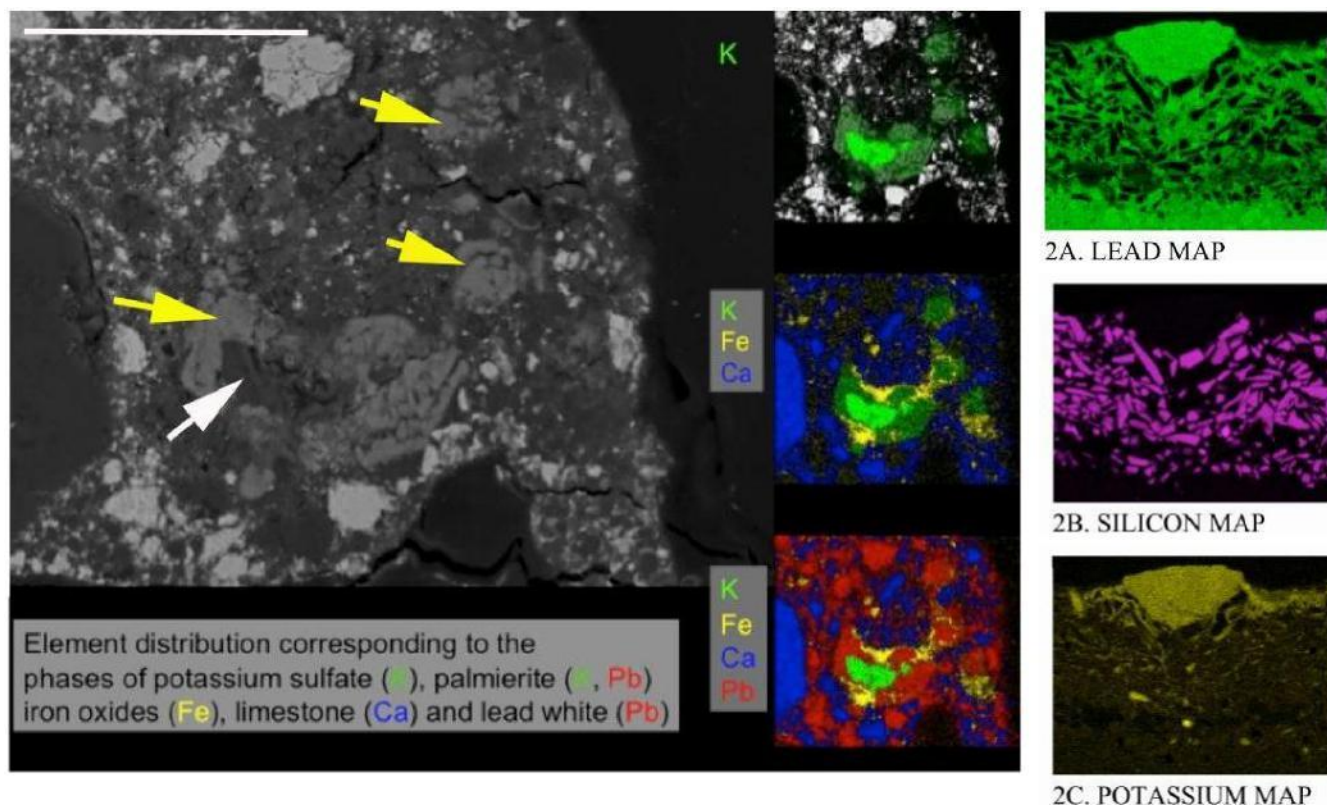 K
K
Fe
Ca
K
Fe
Ca
Pb
Element distribution corresponding to the
phases of potassium sulfate (K), palmierite (K, Pb)
iron oxides (Fe), limestone (Ca) and lead white (Pb)
2A. LEAD MAP
2B. SILICON MAP
2C. POTASSIUM MAP